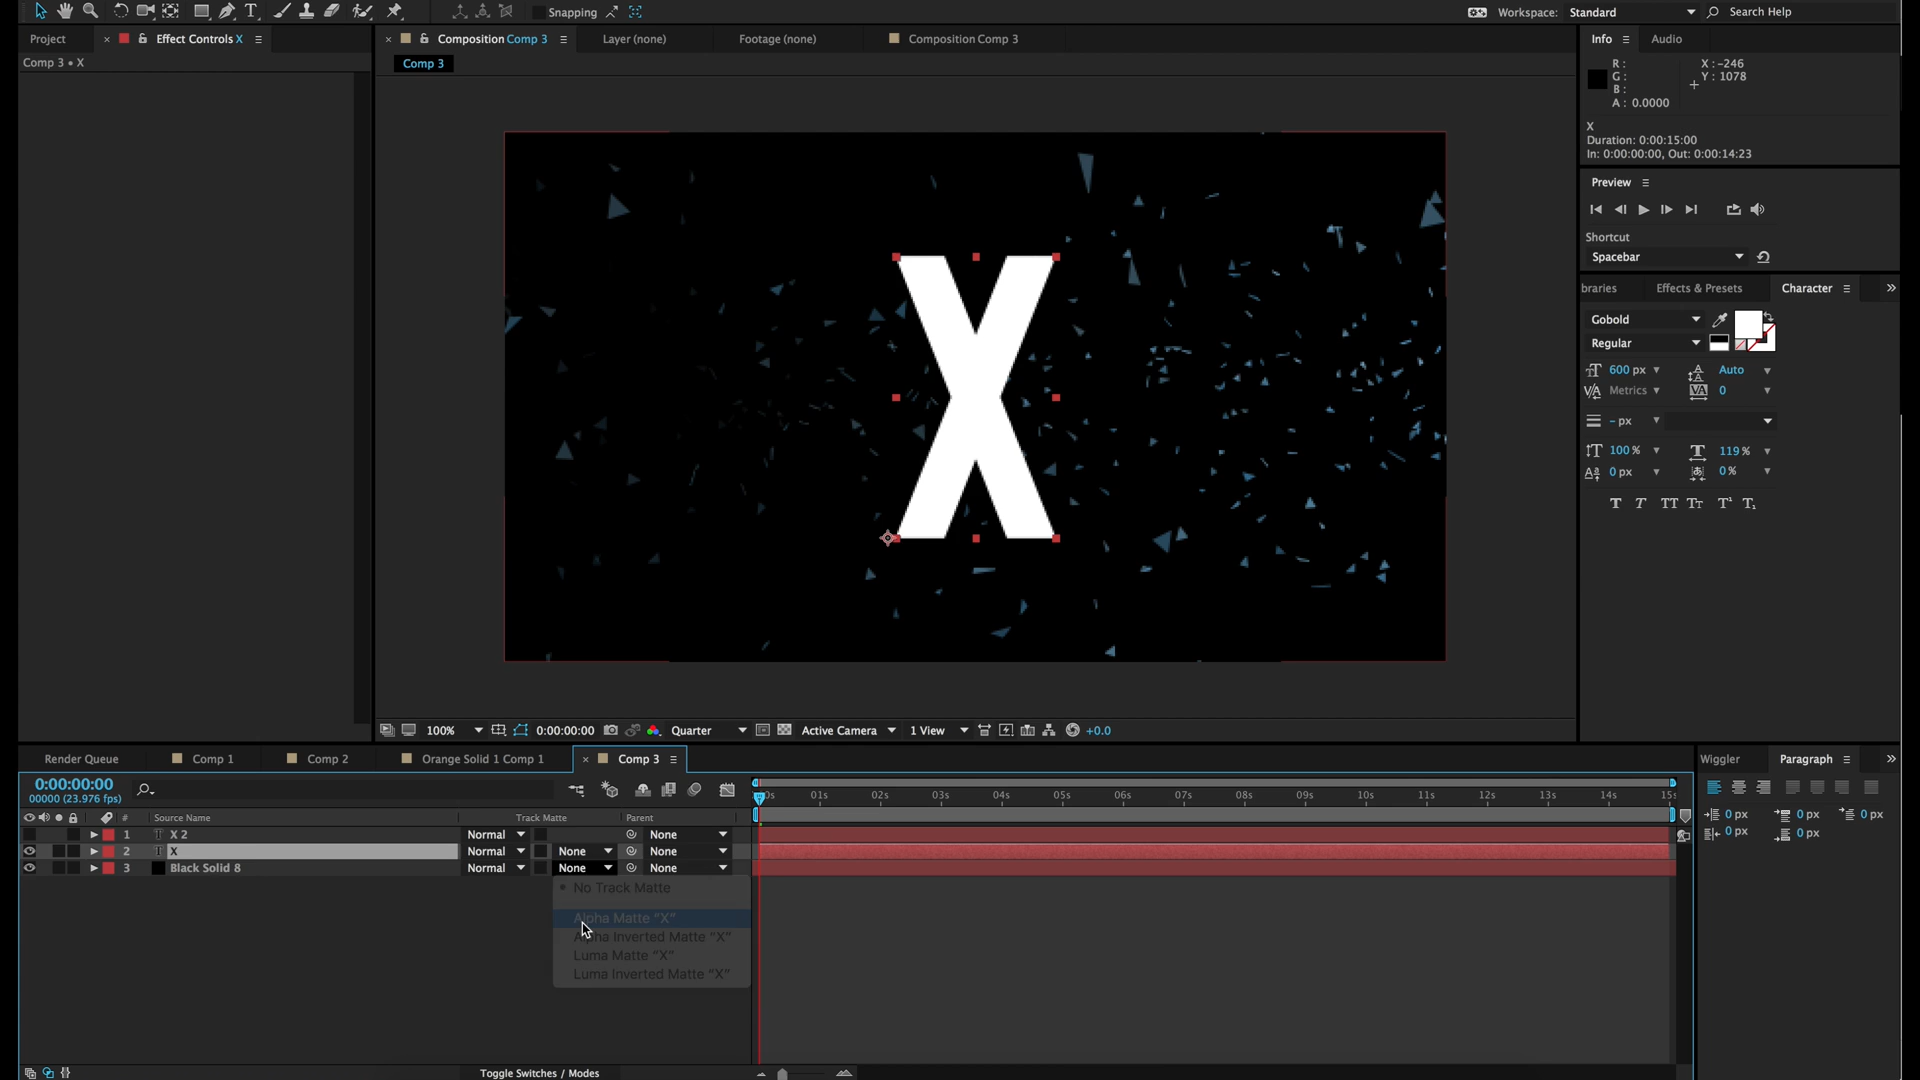 Snapping
Workspace: Standard
Search Help
Project
Effect Controls X
Composition Comp 3
Layer (none)
Footage (none)
Composition Comp 3
Info
Audio
Comp 3 • X
Comp 3
R :
G :
B :
A : 0.0000
X : -246
Y : 1078
X
Duration: 0:00:15:00
In: 0:00:00:00, Out: 0:00:14:23
Preview
Shortcut
Spacebar
braries
Effects & Presets
Character
Gobold
Regular
600 px
Auto
Metrics
0
- px
100 %
119 %
0 px
0 %
X
100%
0:00:00:00
Quarter
Active Camera
1 View
+0.0
Render Queue
Comp 1
Comp 2
Orange Solid 1 Comp 1
Comp 3
Wiggler
Paragraph
0:00:00:00
00000 (23.976 fps)
01s 02s 03s 04s 05s 06s 07s 08s 09s 10s 11s 12s 13s 14s
0 px
0 px
0 px
0 px
0 px
# Source Name Track Matte Parent
1 X 2 Normal None
2 X Normal None None
3 Black Solid 8 Normal None None
No Track Matte
Alpha Matte “X”
Alpha Inverted Matte “X”
Luma Matte “X”
Luma Inverted Matte “X”
Toggle Switches / Modes